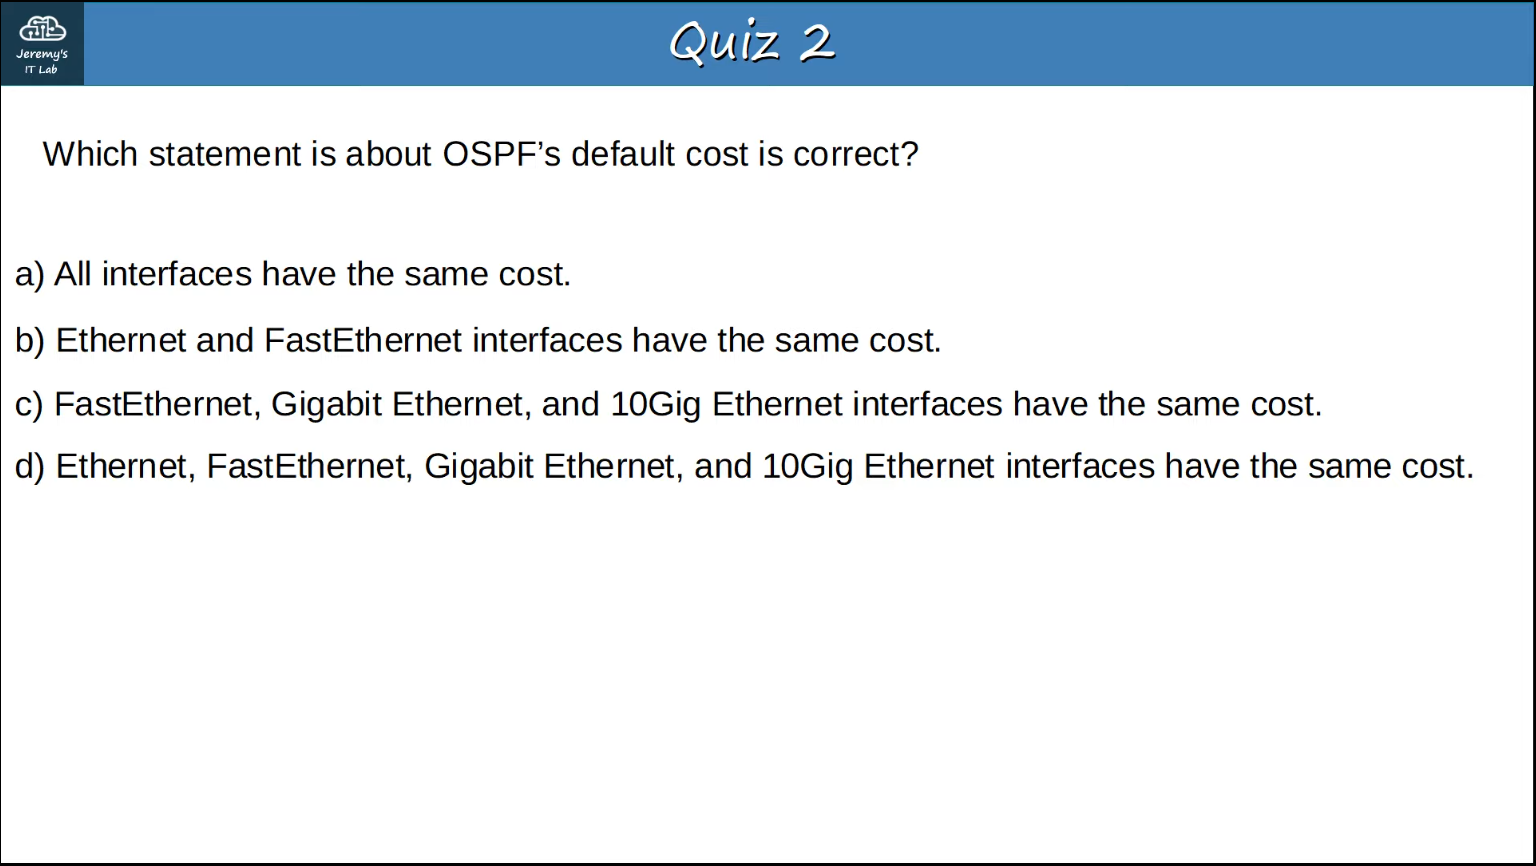 Jeremy's
IT Lab
Quiz 2
Which statement is about OSPF’s default cost is correct?
a) All interfaces have the same cost.
b) Ethernet and FastEthernet interfaces have the same cost.
c) FastEthernet, Gigabit Ethernet, and 10Gig Ethernet interfaces have the same cost.
d) Ethernet, FastEthernet, Gigabit Ethernet, and 10Gig Ethernet interfaces have the same cost.